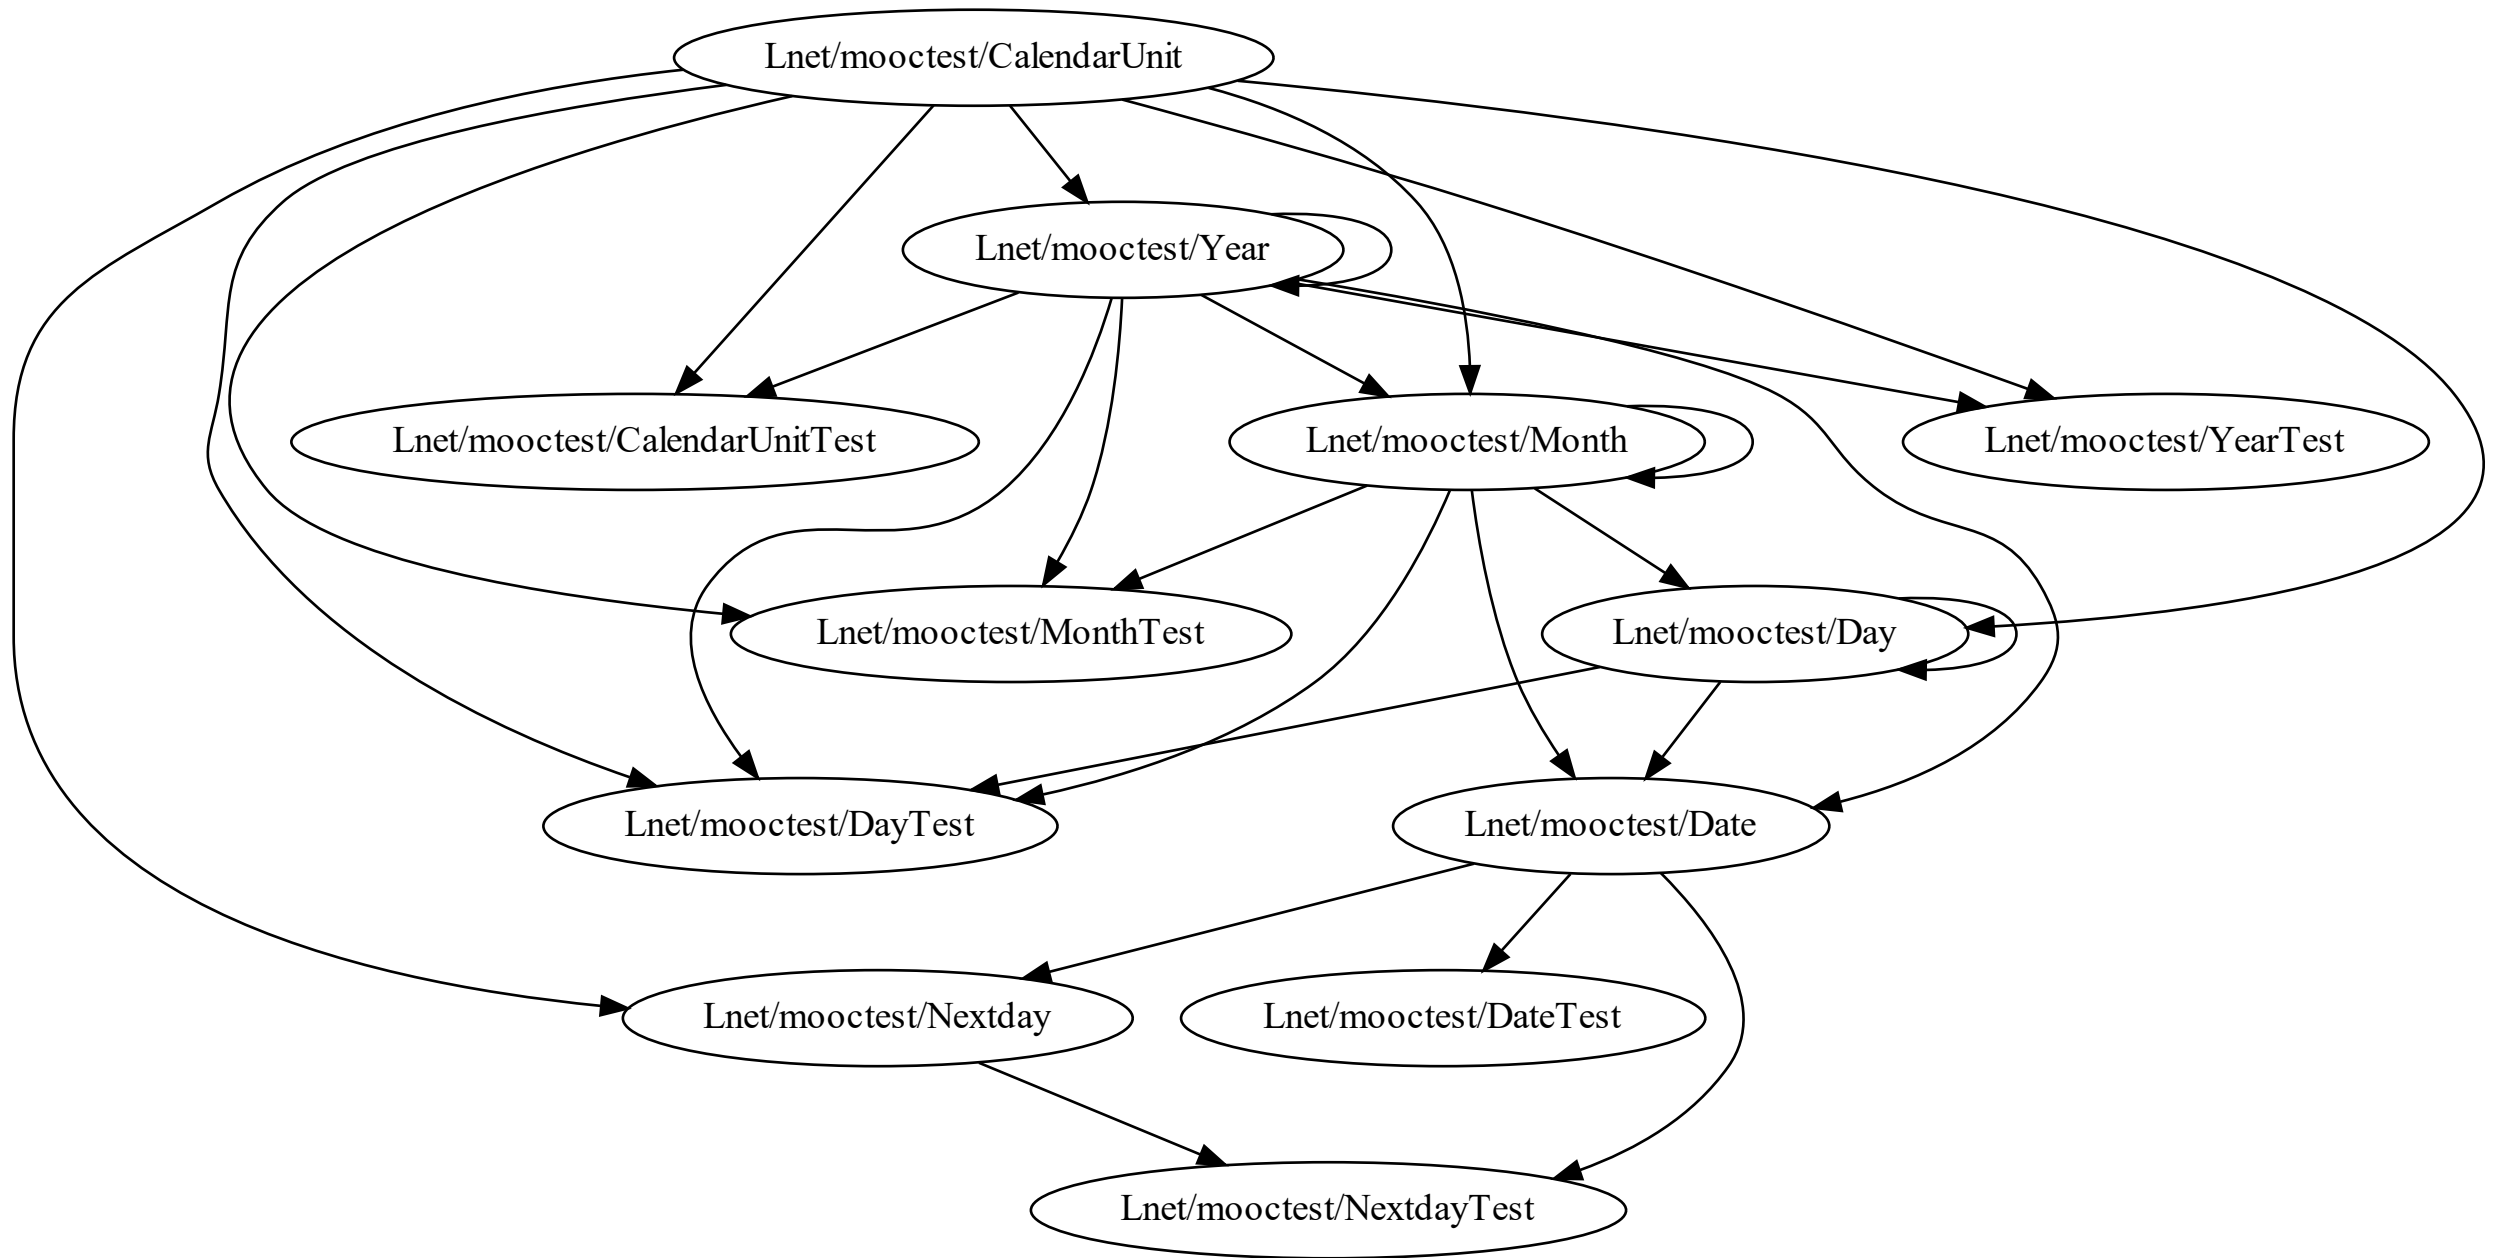 Lnet/mooctest/CalendarUnit
Lnet/mooctest/Year
Lnet/mooctest/CalendarUnitTest
Lnet/mooctest/Month
Lnet/mooctest/YearTest
Lnet/mooctest/MonthTest
Lnet/mooctest/Day
Lnet/mooctest/DayTest
Lnet/mooctest/Date
Lnet/mooctest/Nextday
Lnet/mooctest/DateTest
Lnet/mooctest/NextdayTest